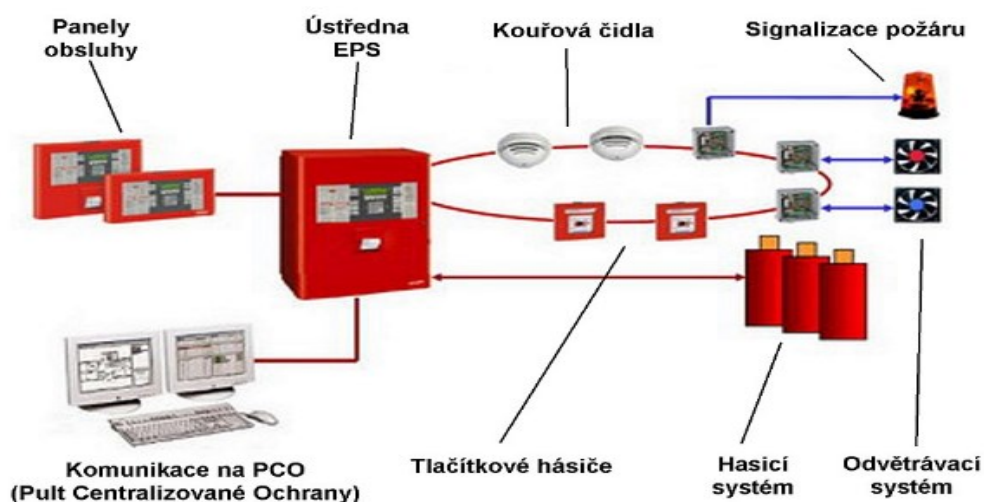 Panely
obsluhy
Ústředna
EPS
Kouřová čidla
Signalizace požáru
Komunikace na PCO
(Pult Centralizované Ochrany)
Tlačítkové hásiče
Hasicí
systém
Odvětrávací
systém